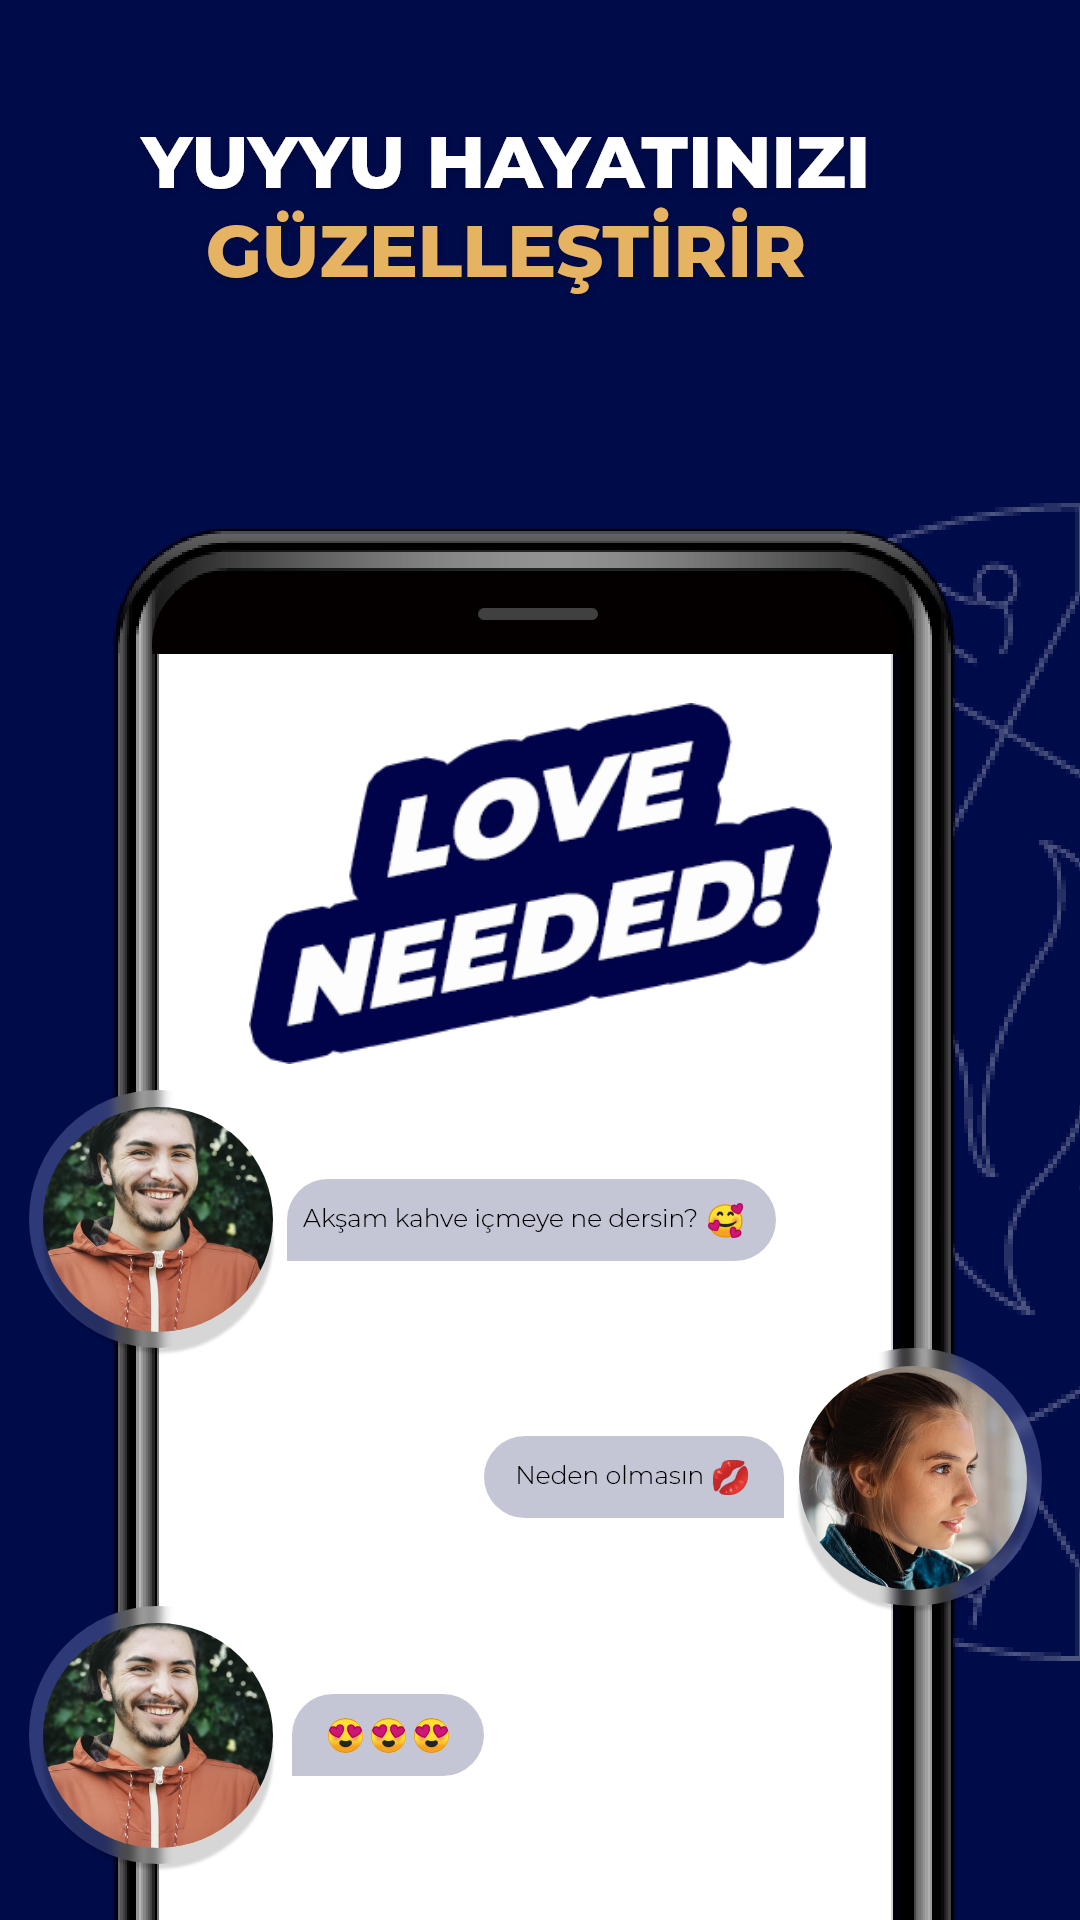 YUYYU HAYATINIZI
GÜZELLEŞTİRİR
LOVE
NEEDED!
Akşam kahve içmeye ne dersin? 🥰
Neden olmasın 💋
😍😍😍